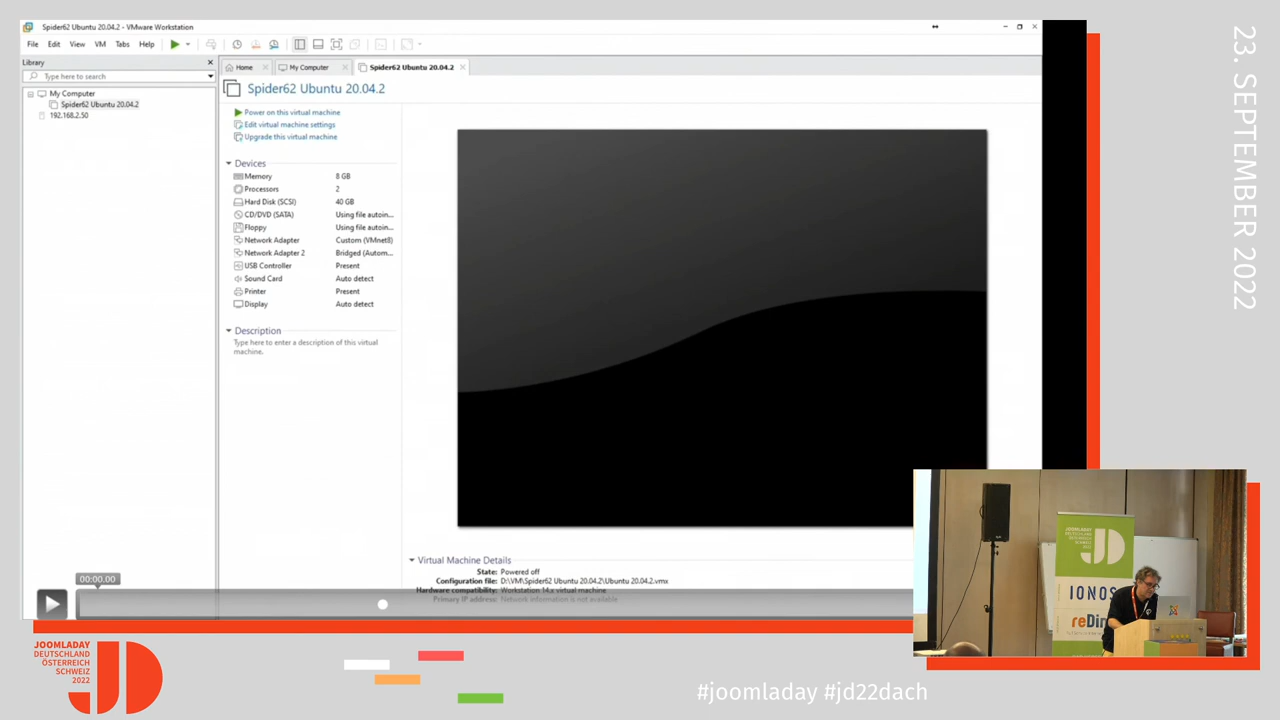 Spider62 Ubuntu 20.04.2 - VMware Workstation
File Edit View VM Tabs Help
Library
Type here to search
My Computer
Spider62 Ubuntu 20.04.2
192.168.2.50
Home My Computer Spider62 Ubuntu 20.04.2
Spider62 Ubuntu 20.04.2
Power on this virtual machine
Edit virtual machine settings
Upgrade this virtual machine
Devices
Memory 8 GB
Processors 2
Hard Disk (SCSI) 40 GB
CD/DVD (SATA) Using file autoin...
Floppy Using file autoin...
Network Adapter Custom (VMnet8)
Network Adapter 2 Bridged (Autom...
USB Controller Present
Sound Card Auto detect
Printer Present
Display Auto detect
Description
Type here to enter a description of this virtual
machine.
Virtual Machine Details
State: Powered off
Configuration file: D:\VM\Spider62 Ubuntu 20.04.2\Ubuntu 20.04.2.vmx
Hardware compatibility: Workstation 14.x virtual machine
Primary IP address: Network information is not available
00:00.00
23. SEPTEMBER 2022
JOOMLADAY
DEUTSCHLAND
ÖSTERREICH
SCHWEIZ
2022
JD
IONOS
reDim
JOOMLADAY
DEUTSCHLAND
ÖSTERREICH
SCHWEIZ
2022
JD
#joomladay #jd22dach